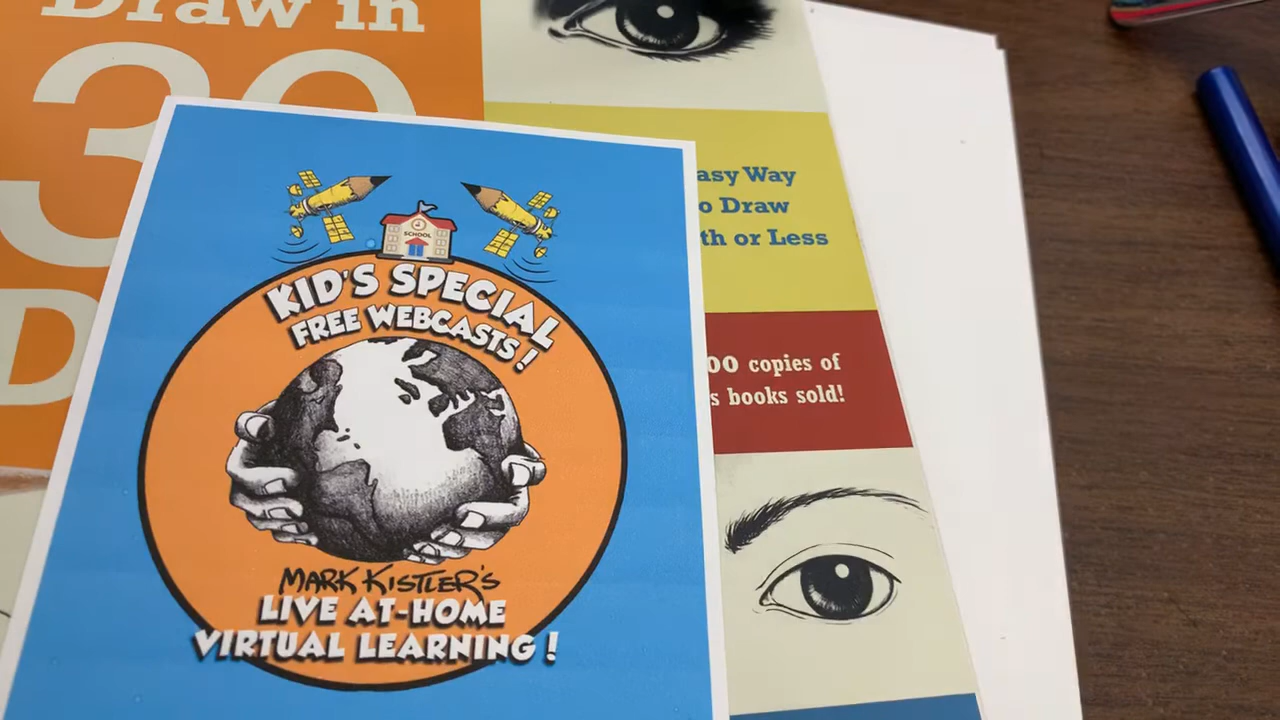 Draw in
30
D
asy Way
o Draw
th or Less
00 copies of
s books sold!
SCHOOL
KID'S SPECIAL
FREE WEBCASTS!
MARK KISTLER'S
LIVE AT-HOME
VIRTUAL LEARNING!